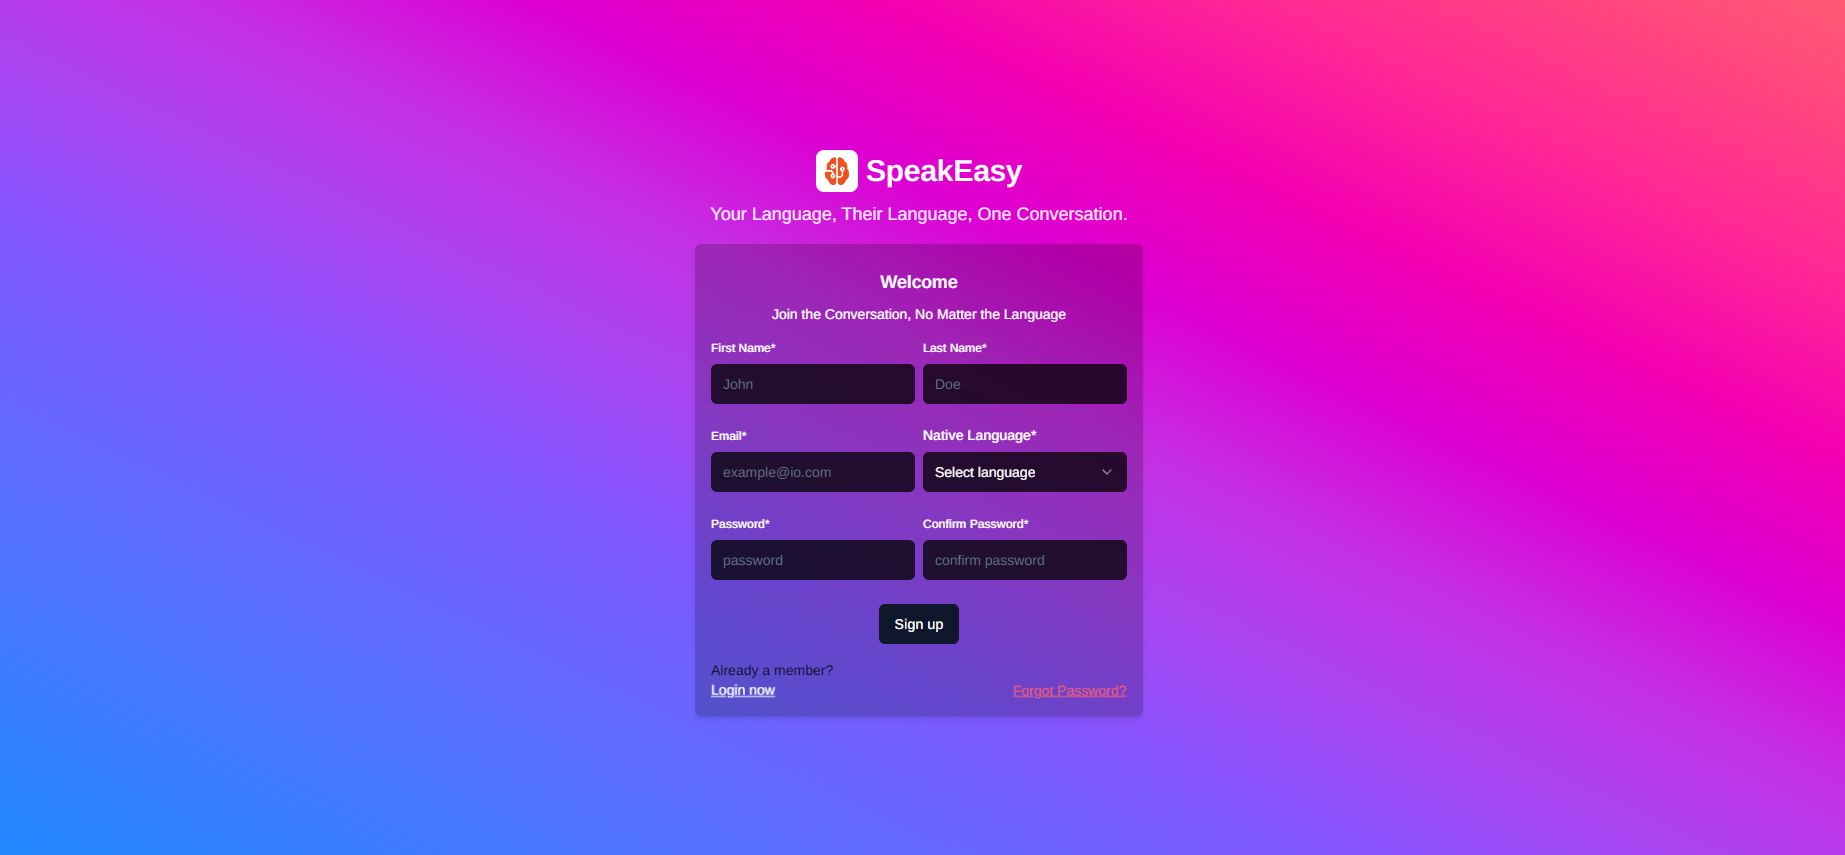 SpeakEasy
Your Language, Their Language, One Conversation.
Welcome
Join the Conversation, No Matter the Language
First Name* Last Name*
John Doe
Email* Native Language*
example@io.com Select language
Password* Confirm Password*
password confirm password
Sign up
Already a member?
Login now Forgot Password?